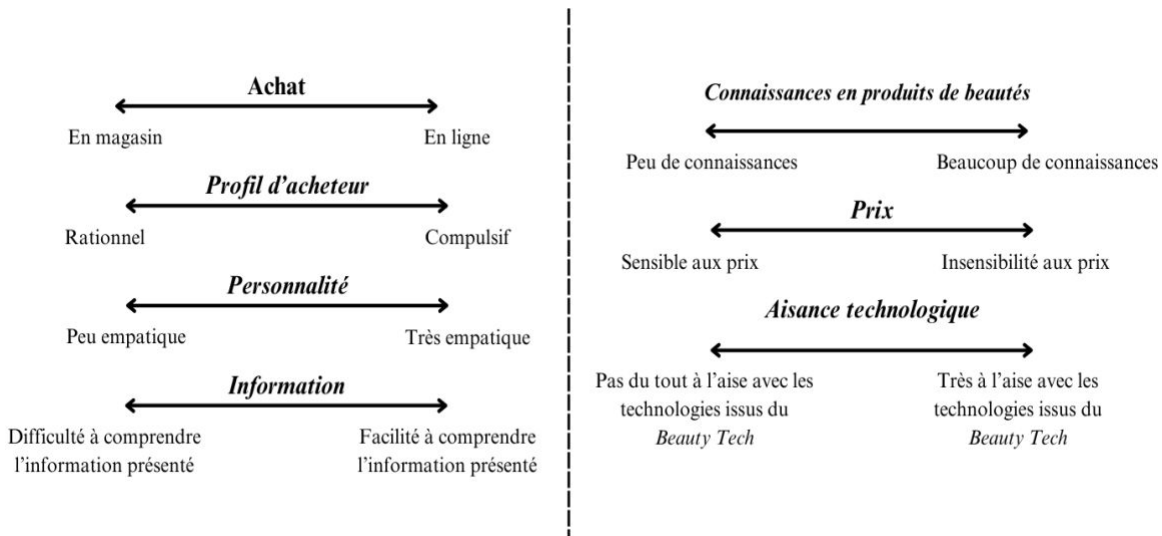 Achat
En magasin
En ligne
Profil d'acheteur
Rationnel
Compulsif
Personnalité
Peu empatique
Très empatique
Information
Difficulté à comprendre
l'information présenté
Facilité à comprendre
l'information présenté
Connaissances en produits de beautés
Peu de connaissances
Beaucoup de connaissances
Prix
Sensible aux prix
Insensibilité aux prix
Aisance technologique
Pas du tout à l'aise avec les
technologies issus du
Beauty Tech
Très à l'aise avec les
technologies issus du
Beauty Tech